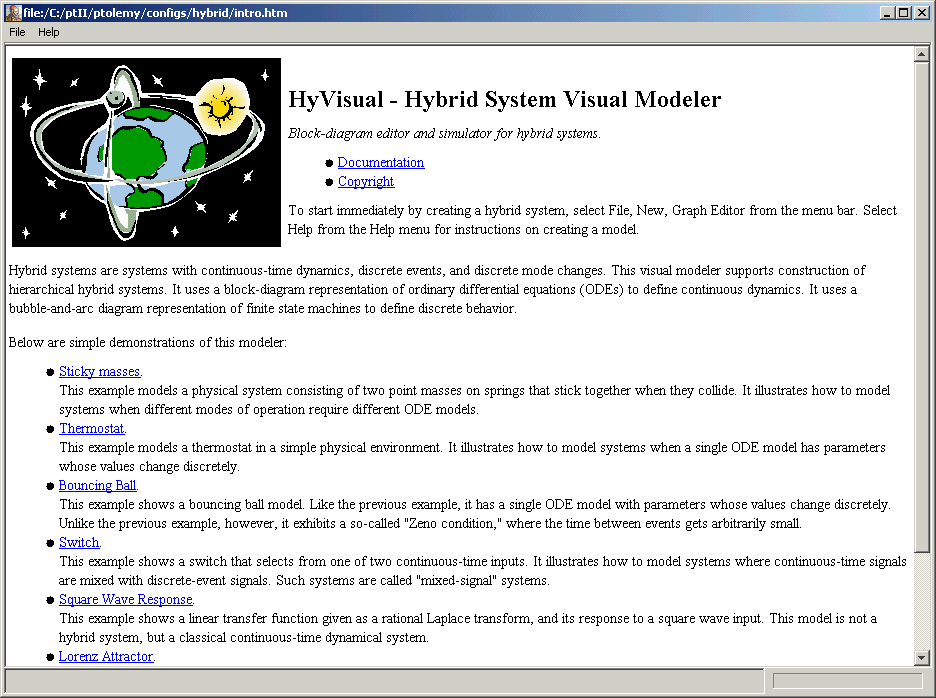 file:/C:/ptII/ptolemy/configs/hybrid/intro.htm
File Help
HyVisual - Hybrid System Visual Modeler
Block-diagram editor and simulator for hybrid systems.
Documentation
Copyright
To start immediately by creating a hybrid system, select File, New, Graph Editor from the menu bar. Select
Help from the Help menu for instructions on creating a model.
Hybrid systems are systems with continuous-time dynamics, discrete events, and discrete mode changes. This visual modeler supports construction of
hierarchical hybrid systems. It uses a block-diagram representation of ordinary differential equations (ODEs) to define continuous dynamics. It uses a
bubble-and-arc diagram representation of finite state machines to define discrete behavior.
Below are simple demonstrations of this modeler:
Sticky masses.
This example models a physical system consisting of two point masses on springs that stick together when they collide. It illustrates how to model
systems when different modes of operation require different ODE models.
Thermostat.
This example models a thermostat in a simple physical environment. It illustrates how to model systems when a single ODE model has parameters
whose values change discretely.
Bouncing Ball.
This example shows a bouncing ball model. Like the previous example, it has a single ODE model with parameters whose values change discretely.
Unlike the previous example, however, it exhibits a so-called "Zeno condition," where the time between events gets arbitrarily small.
Switch.
This example shows a switch that selects from one of two continuous-time inputs. It illustrates how to model systems where continuous-time signals
are mixed with discrete-event signals. Such systems are called "mixed-signal" systems.
Square Wave Response.
This example shows a linear transfer function given as a rational Laplace transform, and its response to a square wave input. This model is not a
hybrid system, but a classical continuous-time dynamical system.
Lorenz Attractor.